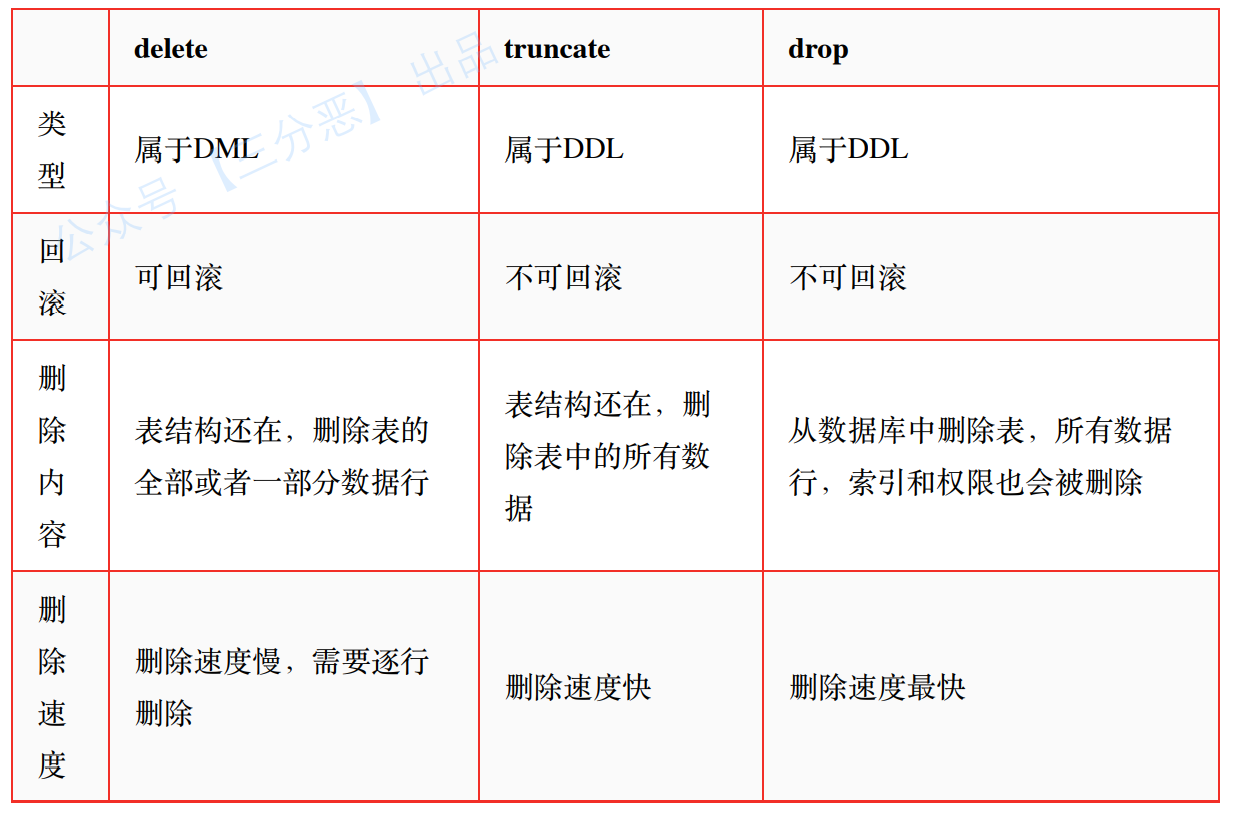 delete
truncate
drop
类
型
属于DML
属于DDL
属于DDL
回
滚
可回滚
不可回滚
不可回滚
删
除
内
容
表结构还在，删除表的
全部或者一部分数据行
表结构还在，删
除表中的所有数
据
从数据库中删除表，所有数据
行，索引和权限也会被删除
删
除
速
度
删除速度慢，需要逐行
删除
删除速度快
删除速度最快
公众号【三分恶】出品